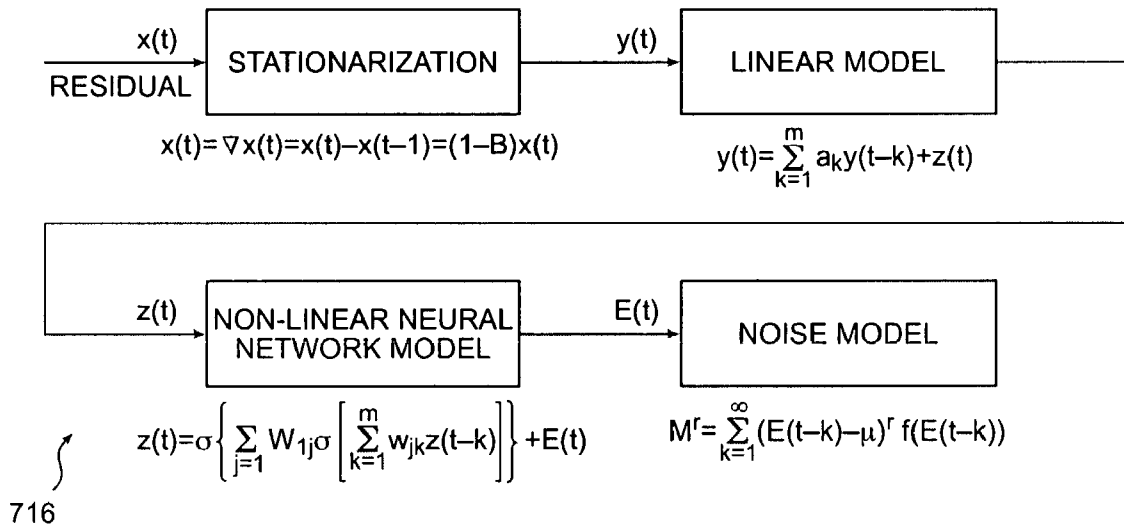 x(t)
RESIDUAL
STATIONARIZATION
x(t)=∇x(t)=x(t)–x(t–1)=(1–B)x(t)
y(t)
LINEAR MODEL
y(t)=∑_{k=1}^{m} a_k y(t–k)+z(t)
z(t)
NON-LINEAR NEURAL
NETWORK MODEL
z(t)=σ{∑_{j=1} W_{1j}σ[∑_{k=1}^{m} w_{jk}z(t–k)]}+E(t)
E(t)
NOISE MODEL
M^r=∑_{k=1}^{∞}(E(t–k)–μ)^r f(E(t–k))
716